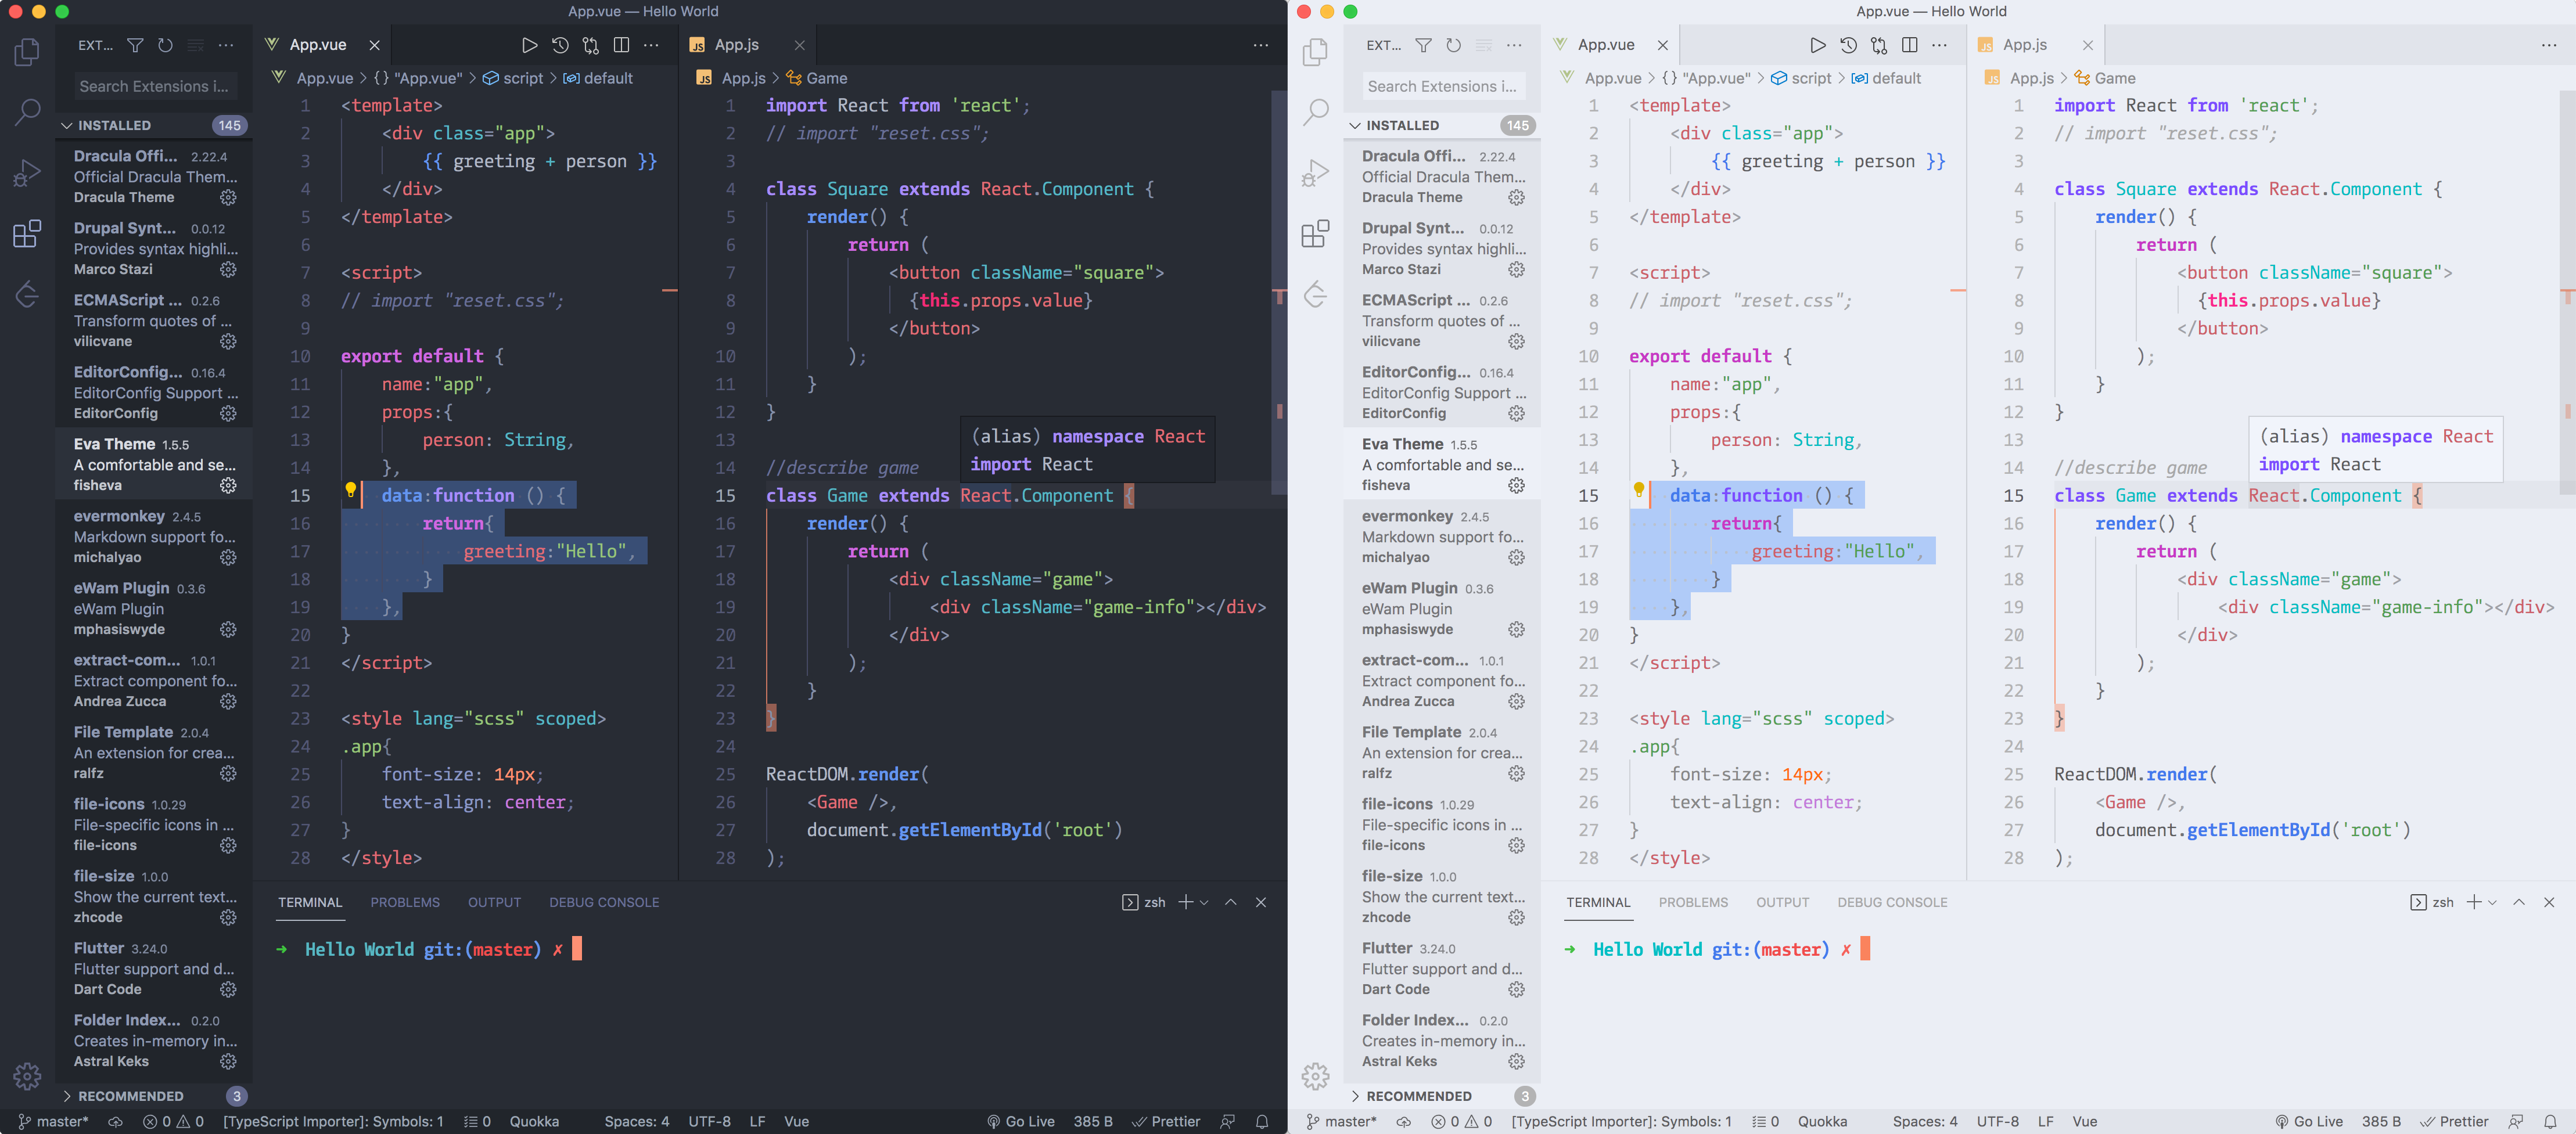 App.vue — Hello World
EXT...
App.vue
App.js
Search Extensions i...
App.vue > {} "App.vue" > script > default
App.js > Game
INSTALLED 145
Dracula Offi... 2.22.4
Official Dracula Them...
Dracula Theme
Drupal Synt... 0.0.12
Provides syntax highli...
Marco Stazi
ECMAScript ... 0.2.6
Transform quotes of ...
vilicvane
EditorConfig... 0.16.4
EditorConfig Support ...
EditorConfig
Eva Theme 1.5.5
A comfortable and se...
fisheva
evermonkey 2.4.5
Markdown support fo...
michalyao
eWam Plugin 0.3.6
eWam Plugin
mphasiswyde
extract-com... 1.0.1
Extract component fo...
Andrea Zucca
File Template 2.0.4
An extension for crea...
ralfz
file-icons 1.0.29
File-specific icons in ...
file-icons
file-size 1.0.0
Show the current text...
zhcode
Flutter 3.24.0
Flutter support and d...
Dart Code
Folder Index... 0.2.0
Creates in-memory in...
Astral Keks
RECOMMENDED 3
1 <template>
2 <div class="app">
3 {{ greeting + person }}
4 </div>
5 </template>
6
7 <script>
8 // import "reset.css";
9
10 export default {
11 name:"app",
12 props:{
13 person: String,
14 },
15 data:function () {
16 return{
17 greeting:"Hello",
18 }
19 },
20 }
21 </script>
22
23 <style lang="scss" scoped>
24 .app{
25 font-size: 14px;
26 text-align: center;
27 }
28 </style>
1 import React from 'react';
2 // import "reset.css";
3
4 class Square extends React.Component {
5 render() {
6 return (
7 <button className="square">
8 {this.props.value}
9 </button>
10 );
11 }
12 }
13
(alias) namespace React
import React
14 //describe game
15 class Game extends React.Component {
16 render() {
17 return (
18 <div className="game">
19 <div className="game-info"></div>
20 </div>
21 );
22 }
23 }
24
25 ReactDOM.render(
26 <Game />,
27 document.getElementById('root')
28 );
TERMINAL PROBLEMS OUTPUT DEBUG CONSOLE zsh
➜ Hello World git:(master) ✗
master* 0 0 [TypeScript Importer]: Symbols: 1 0 Quokka Spaces: 4 UTF-8 LF Vue Go Live 385 B Prettier
App.vue — Hello World
EXT...
App.vue
App.js
Search Extensions i...
App.vue > {} "App.vue" > script > default
App.js > Game
INSTALLED 145
Dracula Offi... 2.22.4
Official Dracula Them...
Dracula Theme
Drupal Synt... 0.0.12
Provides syntax highli...
Marco Stazi
ECMAScript ... 0.2.6
Transform quotes of ...
vilicvane
EditorConfig... 0.16.4
EditorConfig Support ...
EditorConfig
Eva Theme 1.5.5
A comfortable and se...
fisheva
evermonkey 2.4.5
Markdown support fo...
michalyao
eWam Plugin 0.3.6
eWam Plugin
mphasiswyde
extract-com... 1.0.1
Extract component fo...
Andrea Zucca
File Template 2.0.4
An extension for crea...
ralfz
file-icons 1.0.29
File-specific icons in ...
file-icons
file-size 1.0.0
Show the current text...
zhcode
Flutter 3.24.0
Flutter support and d...
Dart Code
Folder Index... 0.2.0
Creates in-memory in...
Astral Keks
RECOMMENDED 3
1 <template>
2 <div class="app">
3 {{ greeting + person }}
4 </div>
5 </template>
6
7 <script>
8 // import "reset.css";
9
10 export default {
11 name:"app",
12 props:{
13 person: String,
14 },
15 data:function () {
16 return{
17 greeting:"Hello",
18 }
19 },
20 }
21 </script>
22
23 <style lang="scss" scoped>
24 .app{
25 font-size: 14px;
26 text-align: center;
27 }
28 </style>
1 import React from 'react';
2 // import "reset.css";
3
4 class Square extends React.Component {
5 render() {
6 return (
7 <button className="square">
8 {this.props.value}
9 </button>
10 );
11 }
12 }
13
(alias) namespace React
import React
14 //describe game
15 class Game extends React.Component {
16 render() {
17 return (
18 <div className="game">
19 <div className="game-info"></div>
20 </div>
21 );
22 }
23 }
24
25 ReactDOM.render(
26 <Game />,
27 document.getElementById('root')
28 );
TERMINAL PROBLEMS OUTPUT DEBUG CONSOLE zsh
➜ Hello World git:(master) ✗
master* 0 0 [TypeScript Importer]: Symbols: 1 0 Quokka Spaces: 4 UTF-8 LF Vue Go Live 385 B Prettier